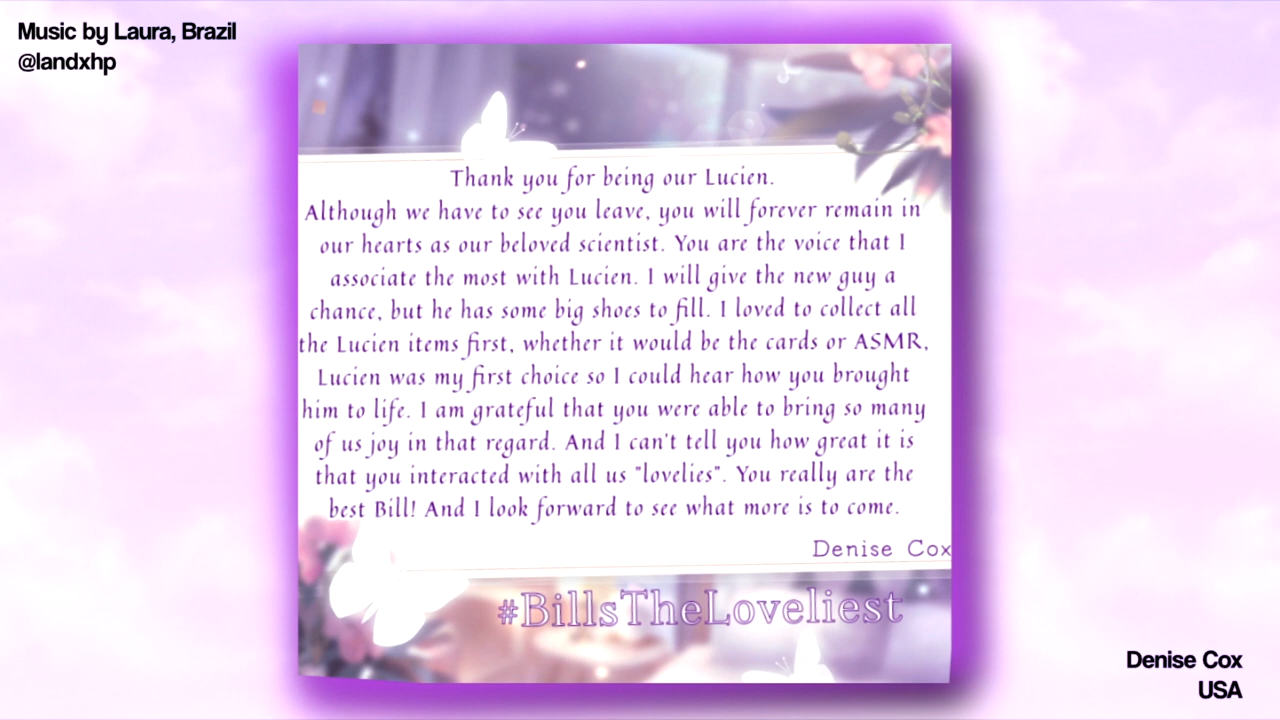 Music by Laura, Brazil
@landxhp
Thank you for being our Lucien.
Although we have to see you leave, you will forever remain in
our hearts as our beloved scientist. You are the voice that I
associate the most with Lucien. I will give the new guy a
chance, but he has some big shoes to fill. I loved to collect all
the Lucien items first, whether it would be the cards or ASMR,
Lucien was my first choice so I could hear how you brought
him to life. I am grateful that you were able to bring so many
of us joy in that regard. And I can't tell you how great it is
that you interacted with all us "lovelies". You really are the
best Bill! And I look forward to see what more is to come.
Denise Cox
#BillsTheLoveliest
Denise Cox
USA